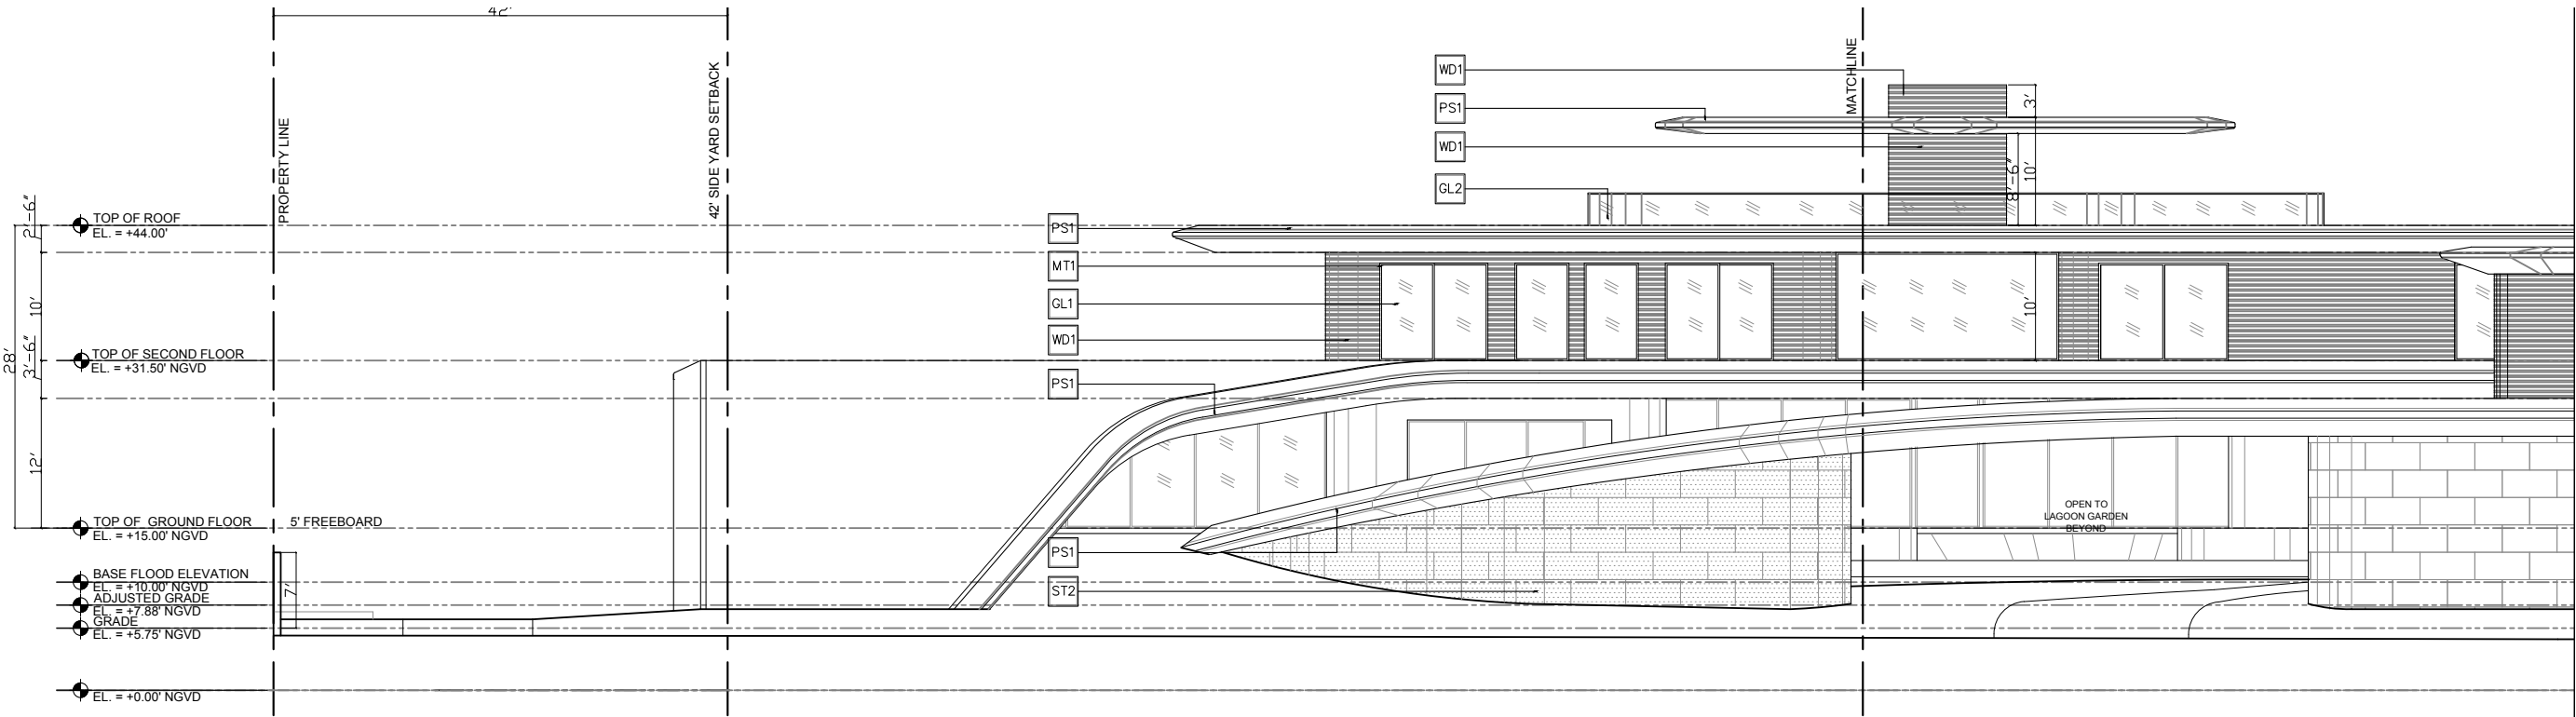 42'
PROPERTY LINE
42' SIDE YARD SETBACK
MATCHLINE
WD1
PS1
WD1
GL2
3'
10'
8'-6"
TOP OF ROOF
EL. = +44.00'
2'-6"
10'
28'
3'-6"
12'
PS1
MT1
GL1
WD1
PS1
10'
TOP OF SECOND FLOOR
EL. = +31.50' NGVD
TOP OF GROUND FLOOR
EL. = +15.00' NGVD
5' FREEBOARD
OPEN TO
LAGOON GARDEN
BEYOND
PS1
ST2
BASE FLOOD ELEVATION
EL. = +10.00' NGVD
7'
ADJUSTED GRADE
EL. = +7.88' NGVD
GRADE
EL. = +5.75' NGVD
EL. = +0.00' NGVD